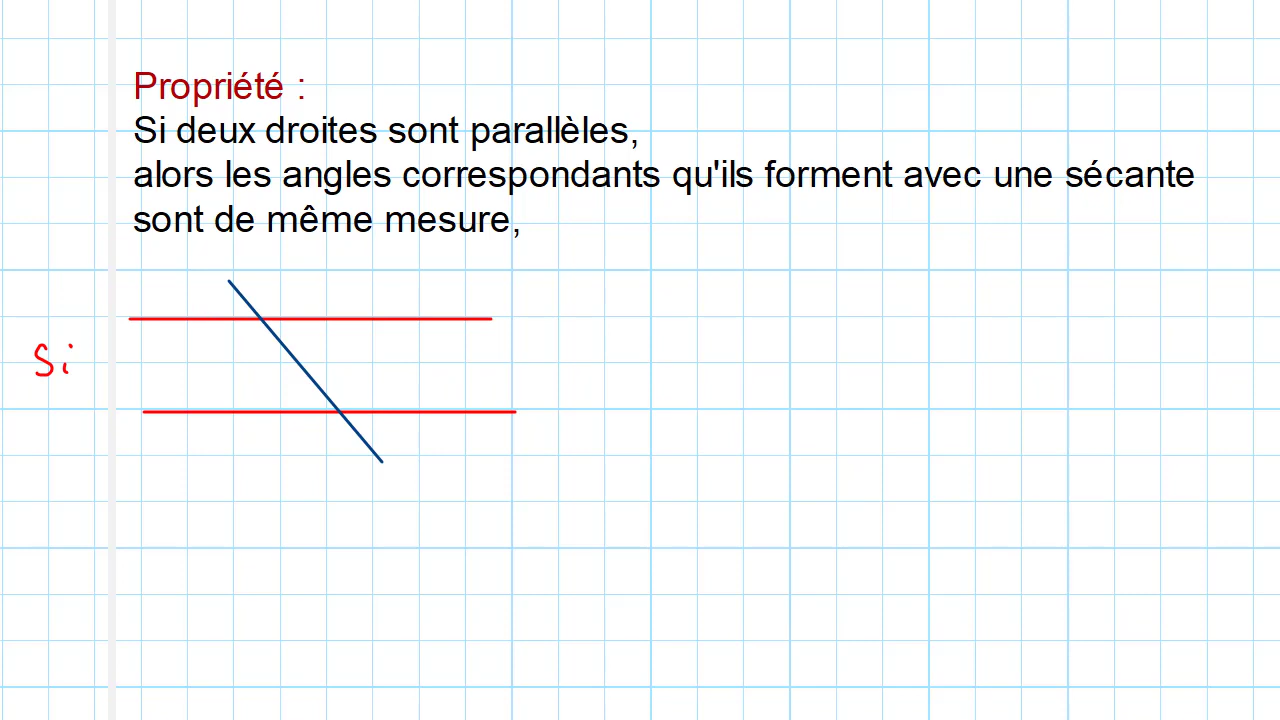 Propriété :
Si deux droites sont parallèles,
alors les angles correspondants qu'ils forment avec une sécante
sont de même mesure,
Si